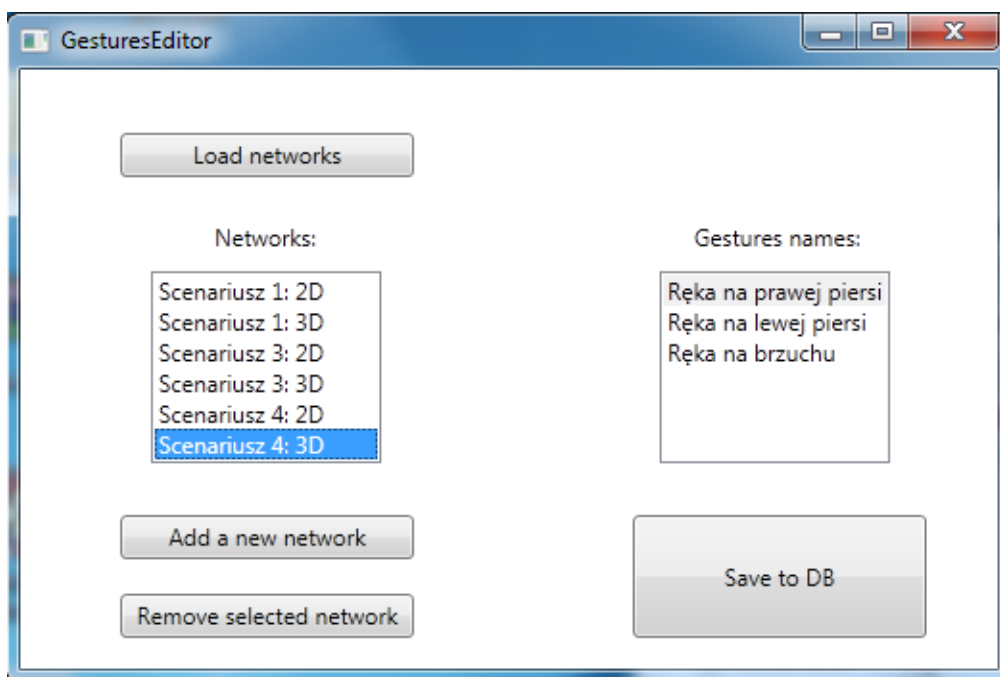 GesturesEditor
Load networks
Networks:
Scenariusz 1: 2D
Scenariusz 1: 3D
Scenariusz 3: 2D
Scenariusz 3: 3D
Scenariusz 4: 2D
Scenariusz 4: 3D
Gestures names:
Ręka na prawej piersi
Ręka na lewej piersi
Ręka na brzuchu
Add a new network
Remove selected network
Save to DB